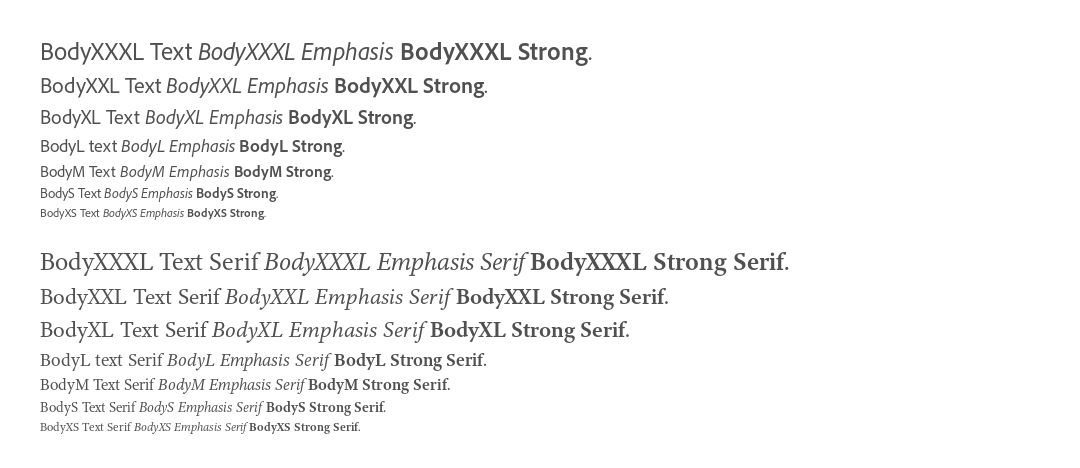 BodyXXXL Text BodyXXXL Emphasis BodyXXXL Strong.
BodyXXL Text BodyXXL Emphasis BodyXXL Strong.
BodyXL Text BodyXL Emphasis BodyXL Strong.
BodyL text BodyL Emphasis BodyL Strong.
BodyM Text BodyM Emphasis BodyM Strong.
BodyS Text BodyS Emphasis BodyS Strong.
BodyXS Text BodyXS Emphasis BodyXS Strong.
BodyXXXL Text Serif BodyXXXL Emphasis Serif BodyXXXL Strong Serif.
BodyXXL Text Serif BodyXXL Emphasis Serif BodyXXL Strong Serif.
BodyXL Text Serif BodyXL Emphasis Serif BodyXL Strong Serif.
BodyL text Serif BodyL Emphasis Serif BodyL Strong Serif.
BodyM Text Serif BodyM Emphasis Serif BodyM Strong Serif.
BodyS Text Serif BodyS Emphasis Serif BodyS Strong Serif.
BodyXS Text Serif BodyXS Emphasis Serif BodyXS Strong Serif.